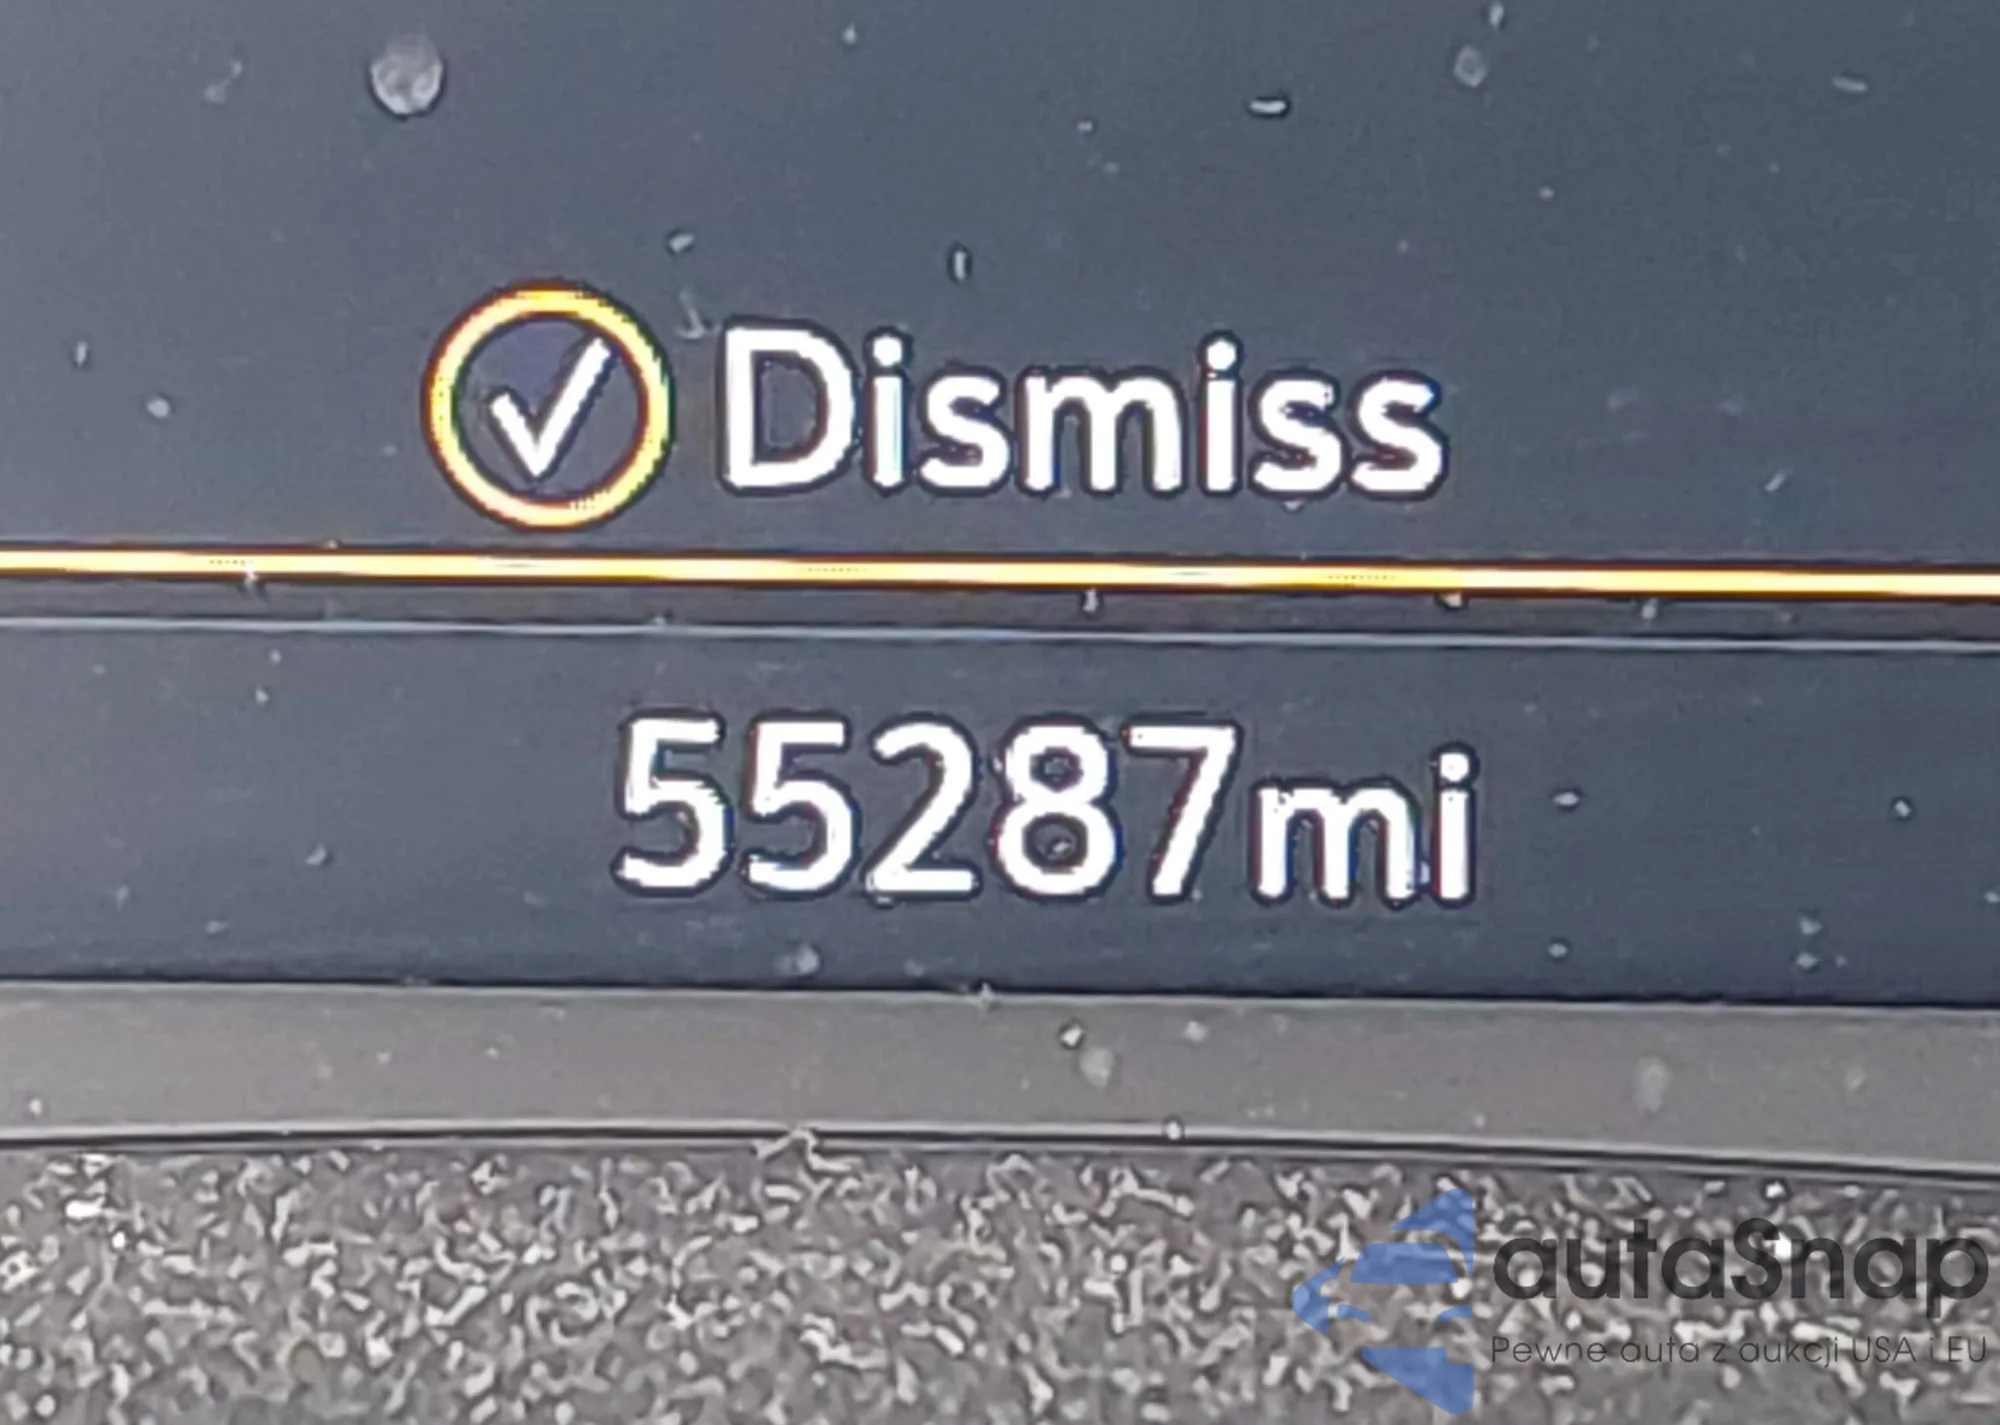 Dismiss
55287mi
autaSnap
Pewne auta z aukcji USA i EU